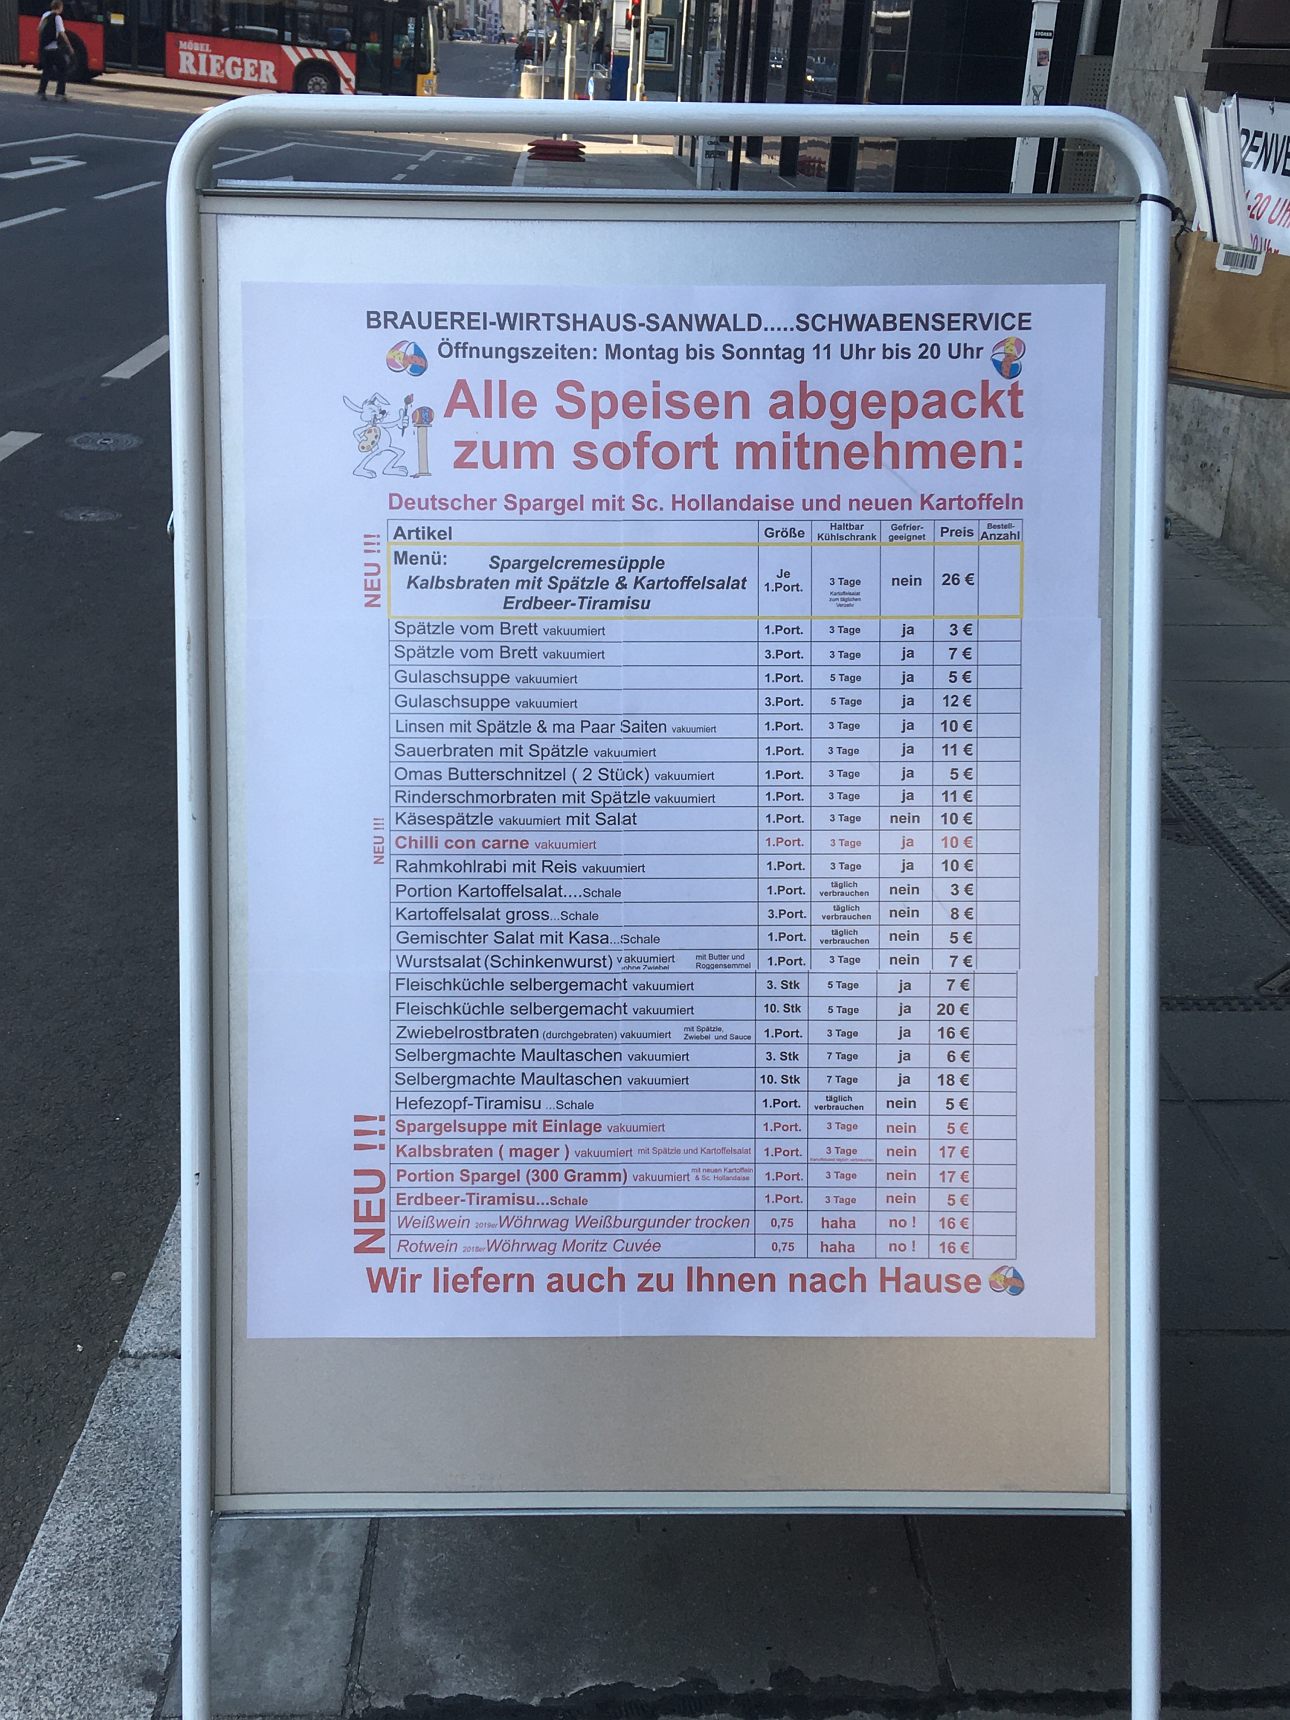 MÖBEL
RIEGER
BRAUEREI-WIRTSHAUS-SANWALD.....SCHWABENSERVICE
Öffnungszeiten: Montag bis Sonntag 11 Uhr bis 20 Uhr
Alle Speisen abgepackt
zum sofort mitnehmen:
Deutscher Spargel mit Sc. Hollandaise und neuen Kartoffeln
Artikel Größe Haltbar Kühlschrank Gefrier-geeignet Preis Bestell-Anzahl
NEU !!!
Menü: Spargelcremesüpple
Kalbsbraten mit Spätzle & Kartoffelsalat
Erdbeer-Tiramisu
Je 1.Port. 3 Tage Kartoffelsalat zum täglichen Verzehr nein 26 €
Spätzle vom Brett vakuumiert 1.Port. 3 Tage ja 3 €
Spätzle vom Brett vakuumiert 3.Port. 3 Tage ja 7 €
Gulaschsuppe vakuumiert 1.Port. 5 Tage ja 5 €
Gulaschsuppe vakuumiert 3.Port. 5 Tage ja 12 €
Linsen mit Spätzle & ma Paar Saiten vakuumiert 1.Port. 3 Tage ja 10 €
Sauerbraten mit Spätzle vakuumiert 1.Port. 3 Tage ja 11 €
Omas Butterschnitzel ( 2 Stück) vakuumiert 1.Port. 3 Tage ja 5 €
Rinderschmorbraten mit Spätzle vakuumiert 1.Port. 3 Tage ja 11 €
Käsespätzle vakuumiert mit Salat 1.Port. 3 Tage nein 10 €
NEU !!!
Chilli con carne vakuumiert 1.Port. 3 Tage ja 10 €
Rahmkohlrabi mit Reis vakuumiert 1.Port. 3 Tage ja 10 €
Portion Kartoffelsalat....Schale 1.Port. täglich verbrauchen nein 3 €
Kartoffelsalat gross...Schale 3.Port. täglich verbrauchen nein 8 €
Gemischter Salat mit Kasa...Schale 1.Port. täglich verbrauchen nein 5 €
Wurstsalat (Schinkenwurst) vakuumiert ohne Zwiebel mit Butter und Roggensemmel 1.Port. 3 Tage nein 7 €
Fleischküchle selbergemacht vakuumiert 3. Stk 5 Tage ja 7 €
Fleischküchle selbergemacht vakuumiert 10. Stk 5 Tage ja 20 €
Zwiebelrostbraten (durchgebraten) vakuumiert mit Spätzle, Zwiebel und Sauce 1.Port. 3 Tage ja 16 €
Selbergmachte Maultaschen vakuumiert 3. Stk 7 Tage ja 6 €
Selbergmachte Maultaschen vakuumiert 10. Stk 7 Tage ja 18 €
Hefezopf-Tiramisu ...Schale 1.Port. täglich verbrauchen nein 5 €
NEU !!!
Spargelsuppe mit Einlage vakuumiert 1.Port. 3 Tage nein 5 €
Kalbsbraten ( mager ) vakuumiert mit Spätzle und Kartoffelsalat 1.Port. 3 Tage nein 17 €
Portion Spargel (300 Gramm) vakuumiert mit neuen Kartoffeln & Sc. Hollandaise 1.Port. 3 Tage nein 17 €
Erdbeer-Tiramisu...Schale 1.Port. 3 Tage nein 5 €
Weißwein 2019er Wöhrwag Weißburgunder trocken 0,75 haha no ! 16 €
Rotwein 2018er Wöhrwag Moritz Cuvée 0,75 haha no ! 16 €
Wir liefern auch zu Ihnen nach Hause